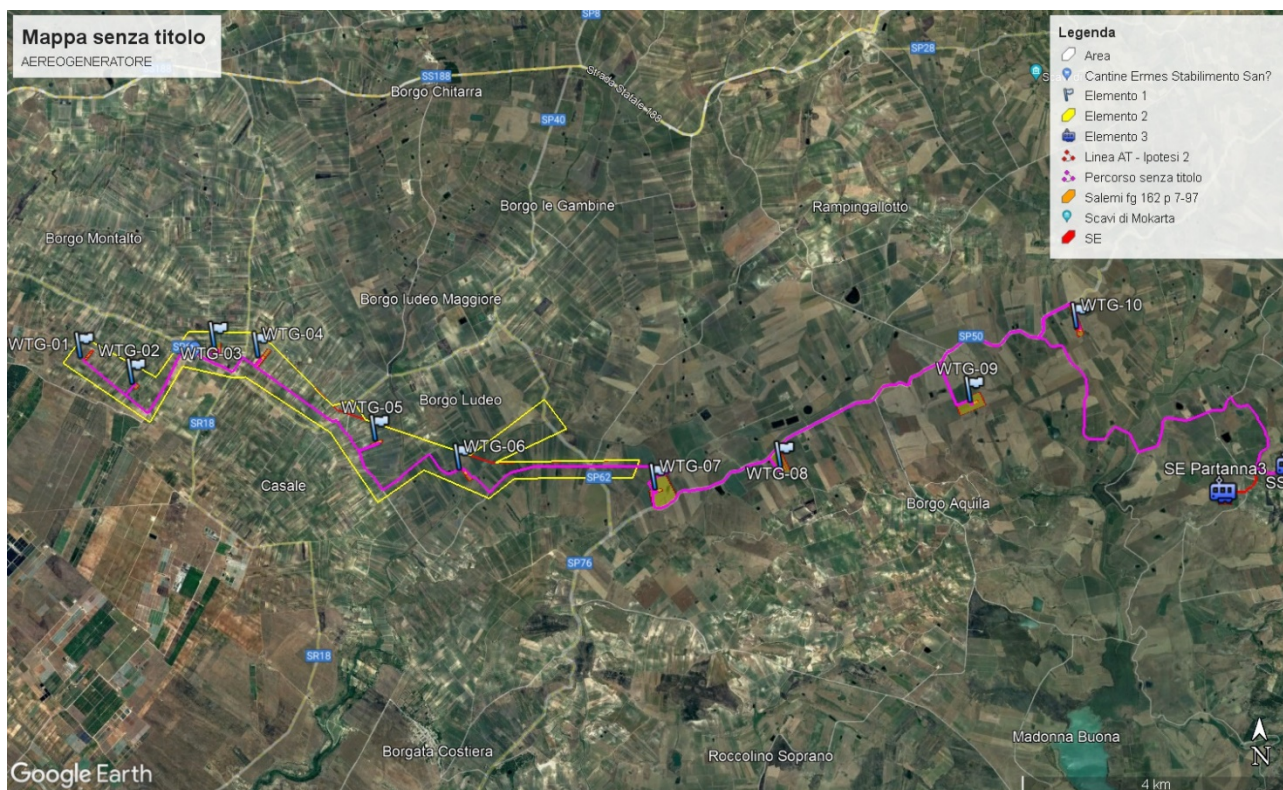 Mappa senza titolo
AEREOGENERATORE
Legenda
Area
Cantine Ermes Stabilimento San?
Elemento 1
Elemento 2
Elemento 3
Linea AT - Ipotesi 2
Percorso senza titolo
Salemi fg 162 p 7-97
Scavi di Mokarta
SE
SP8
SP28
SS188
Strada Statale 188
Borgo Chitarra
SP40
Borgo le Gambine
Rampingallotto
Borgo Montalto
Borgo Iudeo Maggiore
WTG-10
WTG-04
SP50
WTG-01
WTG-02
WTG-03
WTG-09
Borgo Ludeo
WTG-05
SR18
WTG-06
WTG-07
WTG-08
SE Partanna3
SP62
Casale
SS
Borgo Aquila
SP76
SR18
Madonna Buona
Borgata Costiera
Roccolino Soprano
N
Google Earth
4 km